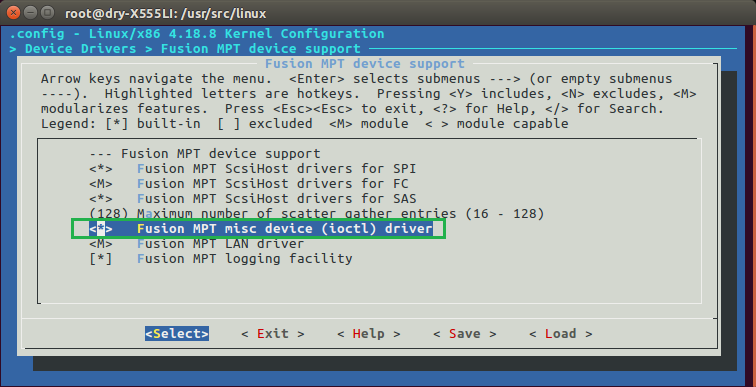 root@dry-X555LI: /usr/src/linux
.config - Linux/x86 4.18.8 Kernel Configuration
> Device Drivers > Fusion MPT device support
Fusion MPT device support
Arrow keys navigate the menu.  <Enter> selects submenus ---> (or empty submenus
----).  Highlighted letters are hotkeys.  Pressing <Y> includes, <N> excludes, <M>
modularizes features.  Press <Esc><Esc> to exit, <?> for Help, </> for Search.
Legend: [*] built-in  [ ] excluded  <M> module  < > module capable
--- Fusion MPT device support
<*>   Fusion MPT ScsiHost drivers for SPI
<M>   Fusion MPT ScsiHost drivers for FC
<*>   Fusion MPT ScsiHost drivers for SAS
(128) Maximum number of scatter gather entries (16 - 128)
<*>   Fusion MPT misc device (ioctl) driver
<M>   Fusion MPT LAN driver
[*]   Fusion MPT logging facility
<Select>    < Exit >    < Help >    < Save >    < Load >